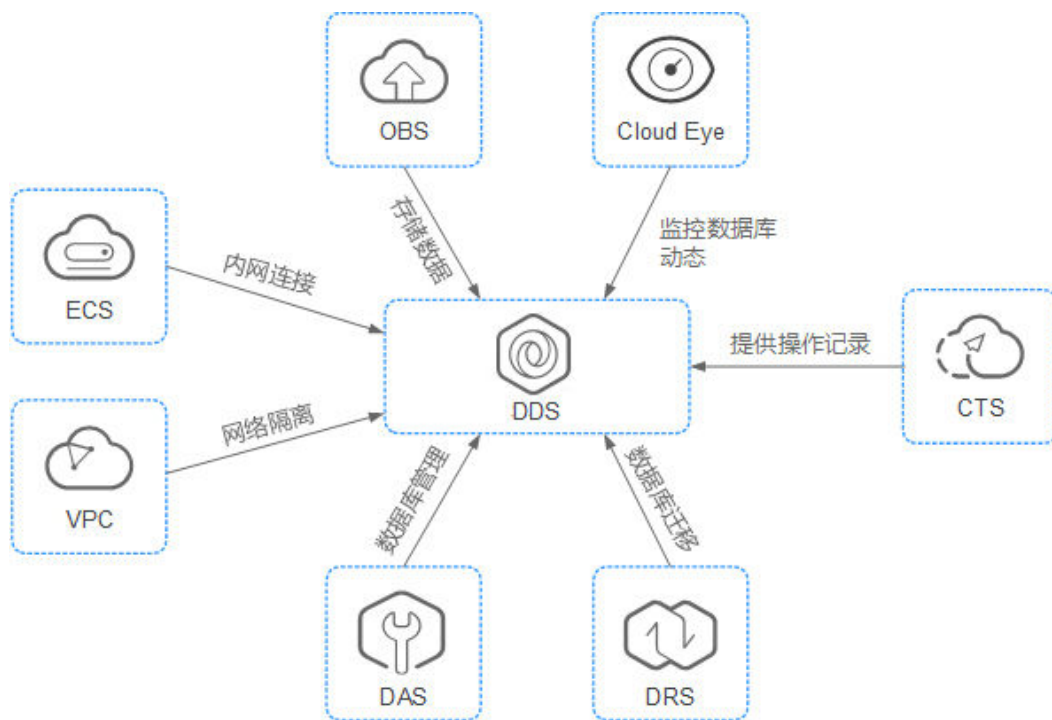 OBS
Cloud Eye
存储数据
监控数据库
动态
ECS
内网连接
DDS
提供操作记录
CTS
VPC
网络隔离
数据库管理
数据库迁移
DAS
DRS